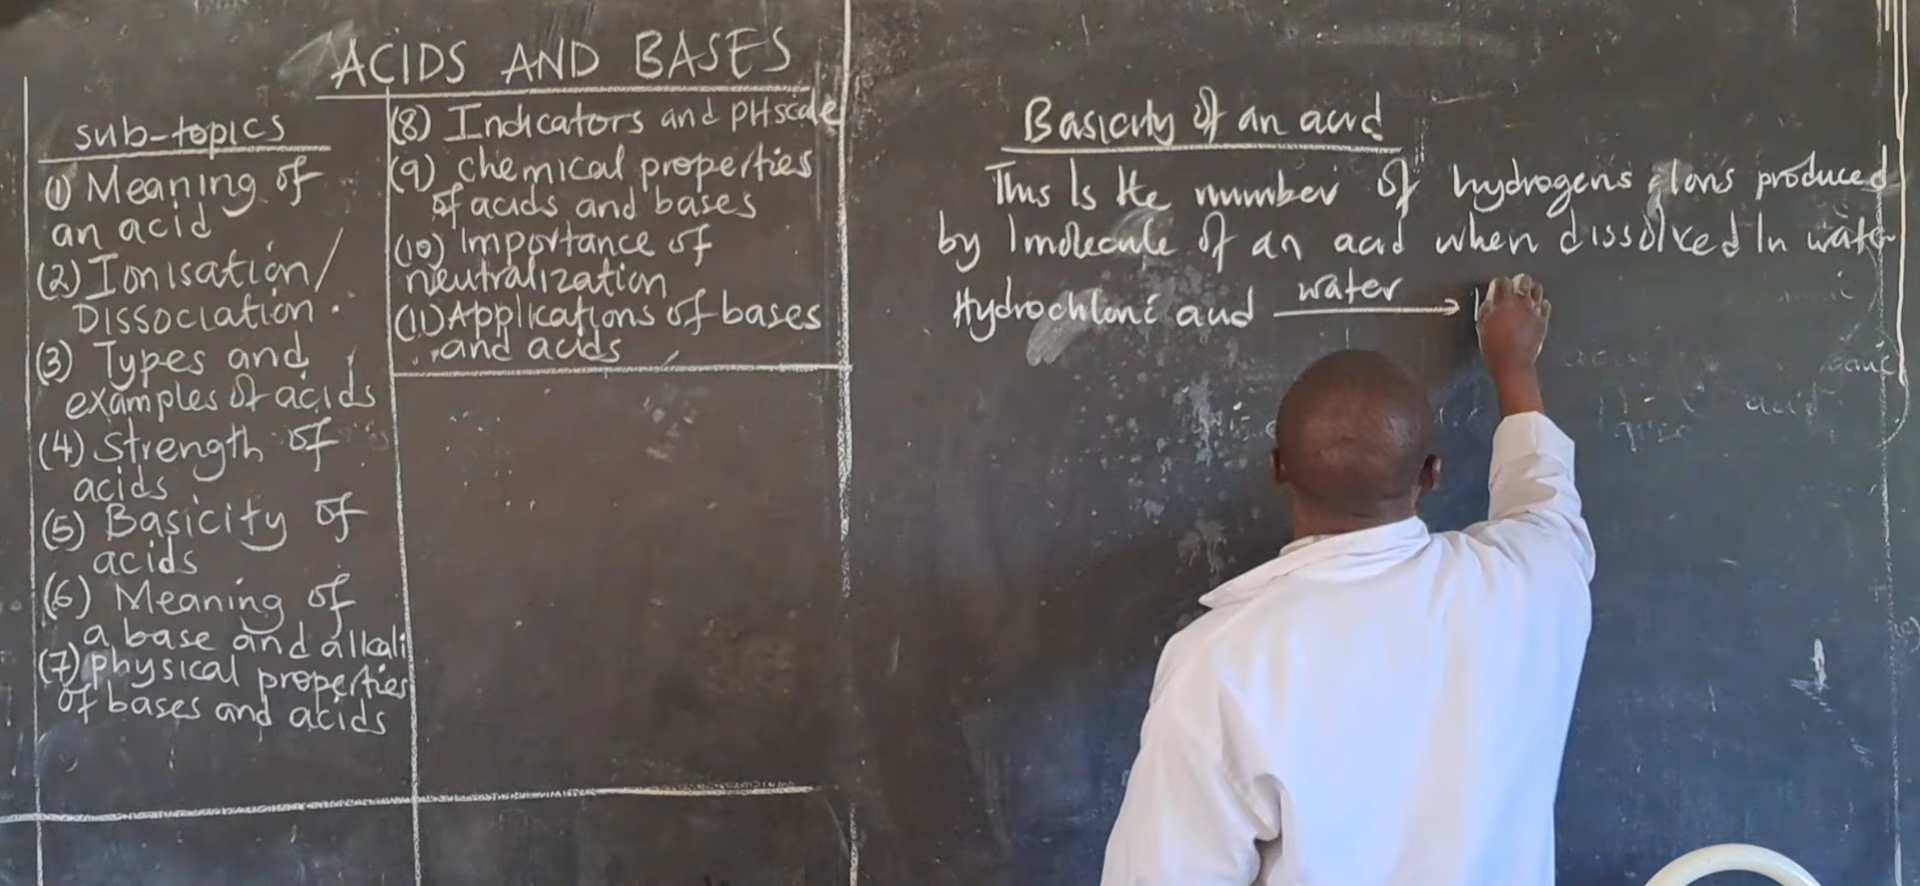 ACIDS AND BASES
sub-topics
(1) Meaning of
an acid
(2) Ionisation/
Dissociation.
(3) Types and
examples of acids
(4) Strength of
acids
(5) Basicity of
acids
(6) Meaning of
a base and alkali
(7) physical properties
of bases and acids
(8) Indicators and PHscale
(9) chemical properties
of acids and bases
(10) Importance of
neutralization
(11) Applications of bases
and acids
Basicity of an acid
This Is the number of hydrogens Ions produced
by 1molecule of an acid when dissolved In water
water
Hydrochloric acid →